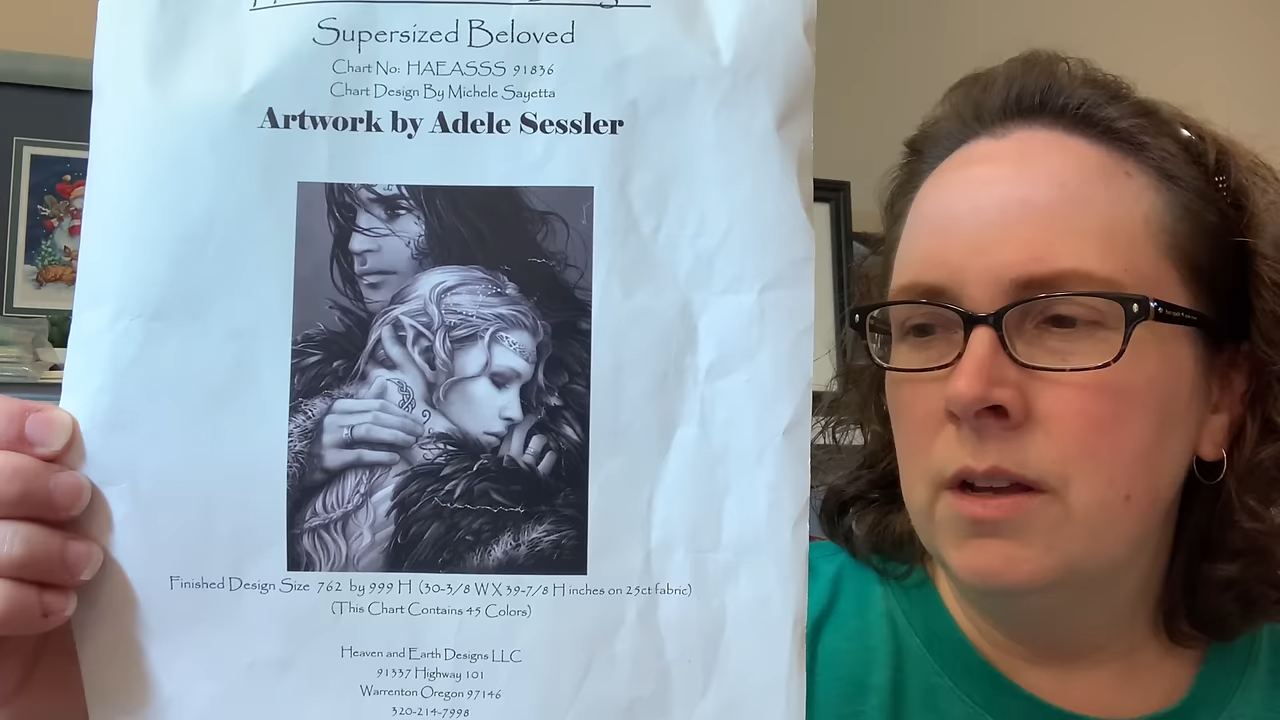 Supersized Beloved
Chart No: HAEASSS 91836
Chart Design By Michele Sayetta
Artwork by Adele Sessler
Finished Design Size 762 by 999 H (30-3/8 W X 39-7/8 H inches on 25ct fabric)
(This Chart Contains 45 Colors)
Heaven and Earth Designs LLC
91337 Highway 101
Warrenton Oregon 97146
320-214-7998